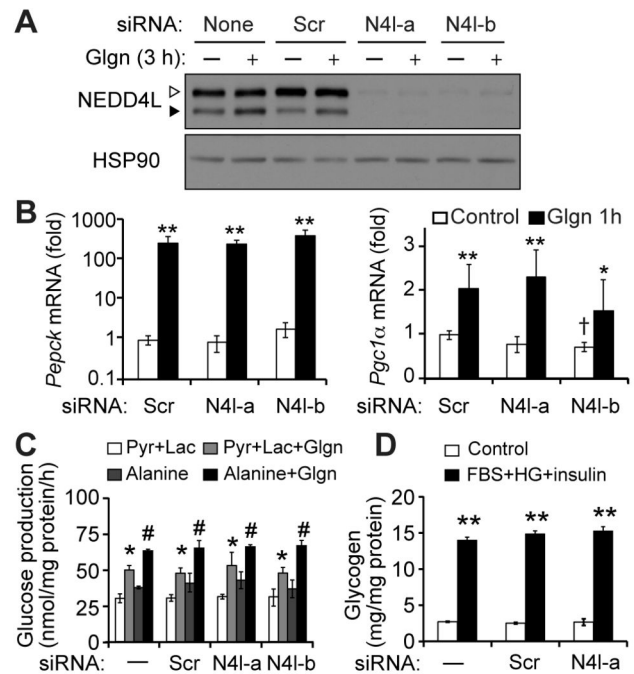 A
siRNA: None Scr N4l-a N4l-b
Glgn (3 h) — + — + — + — +
NEDD4L
HSP90
B
Pepck mRNA (fold)
1000
100
10
1
0.1
** ** **
siRNA: Scr N4l-a N4l-b
Control Glgn 1h
Pgc1α mRNA (fold)
3
2
1
0
** ** † *
siRNA: Scr N4l-a N4l-b
C
Pyr+Lac Pyr+Lac+Glgn
Alanine Alanine+Glgn
Glucose production
(nmol/mg protein/h)
100
75
50
25
0
* # * # * # * #
siRNA: — Scr N4l-a N4l-b
D
Control
FBS+HG+insulin
Glycogen
(mg/mg protein)
20
15
10
5
0
** ** **
siRNA: — Scr N4l-a